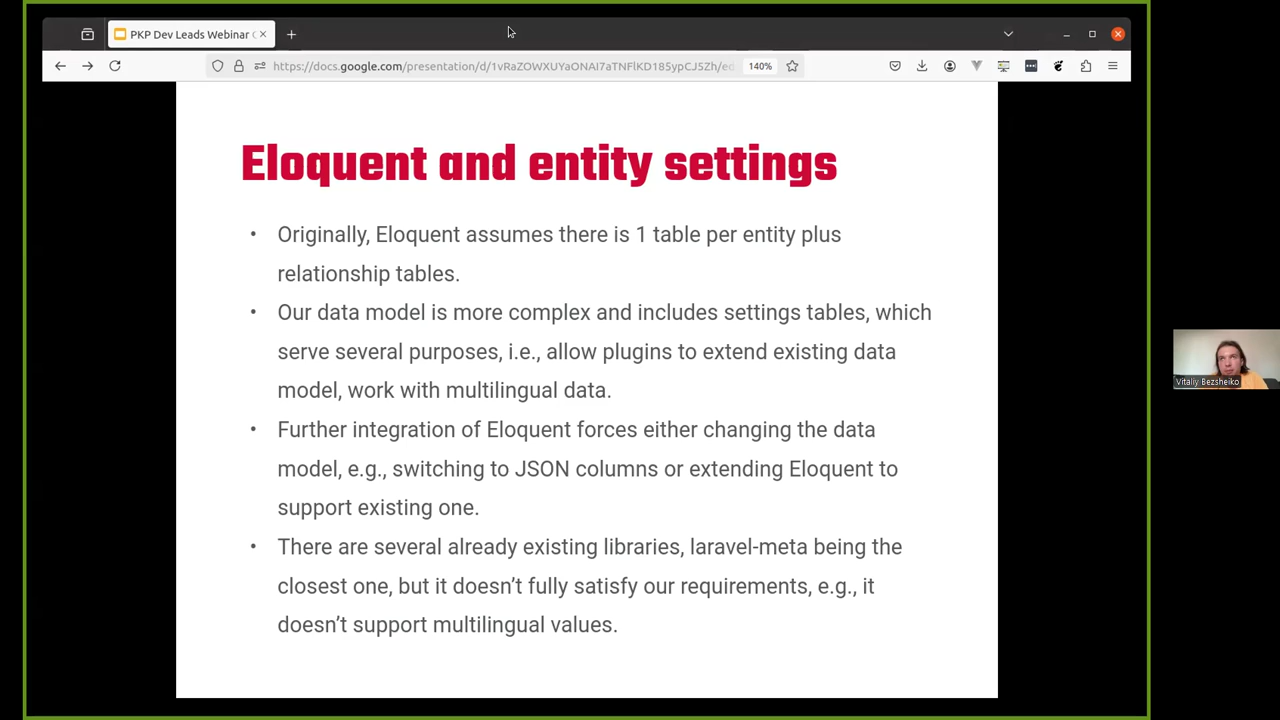 PKP Dev Leads Webinar
https://docs.google.com/presentation/d/1vRaZOWXUYaONAI7aTNFlKD185ypCJ5Zh/ed
140%
Eloquent and entity settings
• Originally, Eloquent assumes there is 1 table per entity plus
relationship tables.
• Our data model is more complex and includes settings tables, which
serve several purposes, i.e., allow plugins to extend existing data
model, work with multilingual data.
• Further integration of Eloquent forces either changing the data
model, e.g., switching to JSON columns or extending Eloquent to
support existing one.
• There are several already existing libraries, laravel-meta being the
closest one, but it doesn’t fully satisfy our requirements, e.g., it
doesn’t support multilingual values.
Vitaliy Bezsheiko